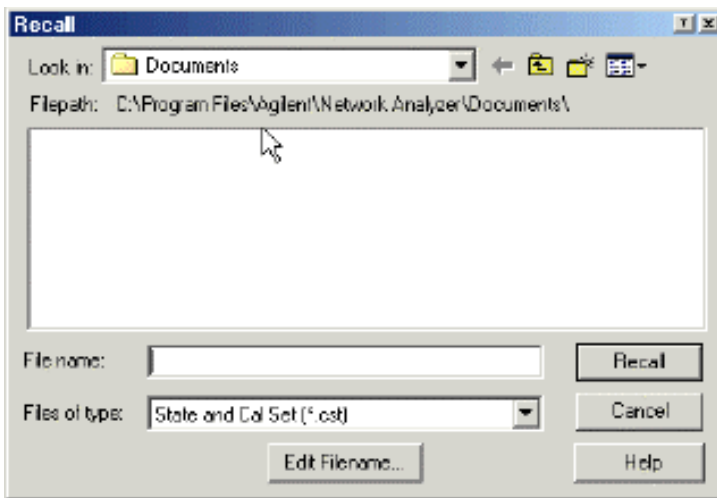 Recall
Look in: Documents
Filepath: C:\Program Files\Agilent\Network Analyzer\Documents\
File name:
Recall
Files of type: State and Cal Set (*.cst)
Cancel
Edit Filename...
Help